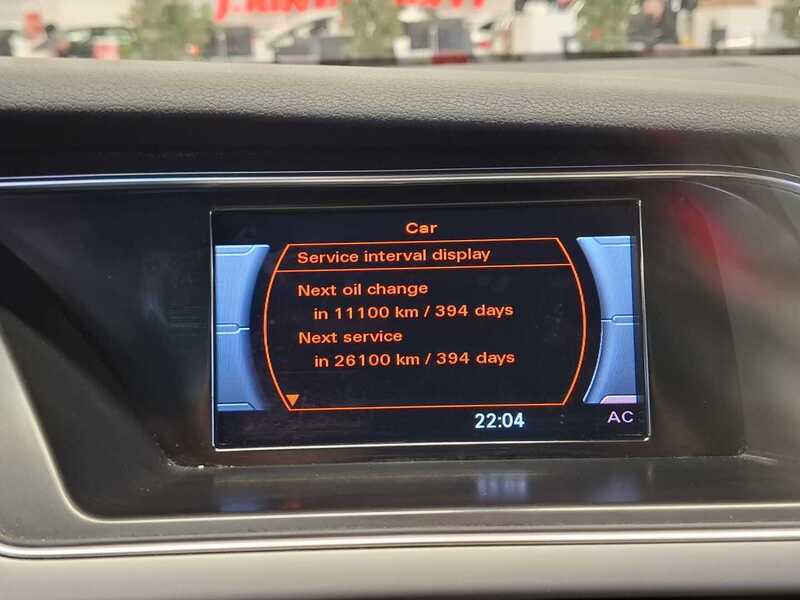 Car
Service interval display
Next oil change
in 11100 km / 394 days
Next service
in 26100 km / 394 days
22:04
AC